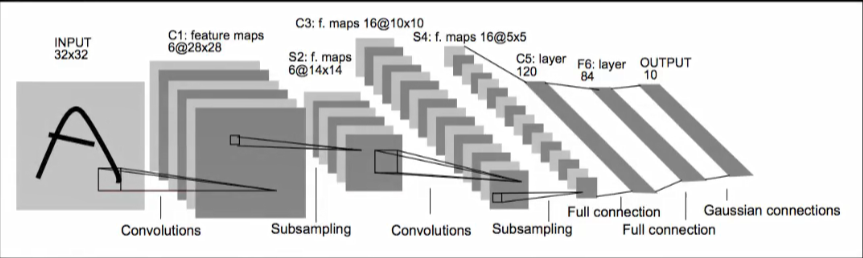 INPUT
32x32
C1: feature maps
6@28x28
S2: f. maps
6@14x14
C3: f. maps 16@10x10
S4: f. maps 16@5x5
C5: layer
120
F6: layer
84
OUTPUT
10
Convolutions
Subsampling
Convolutions
Subsampling
Full connection
Full connection
Gaussian connections